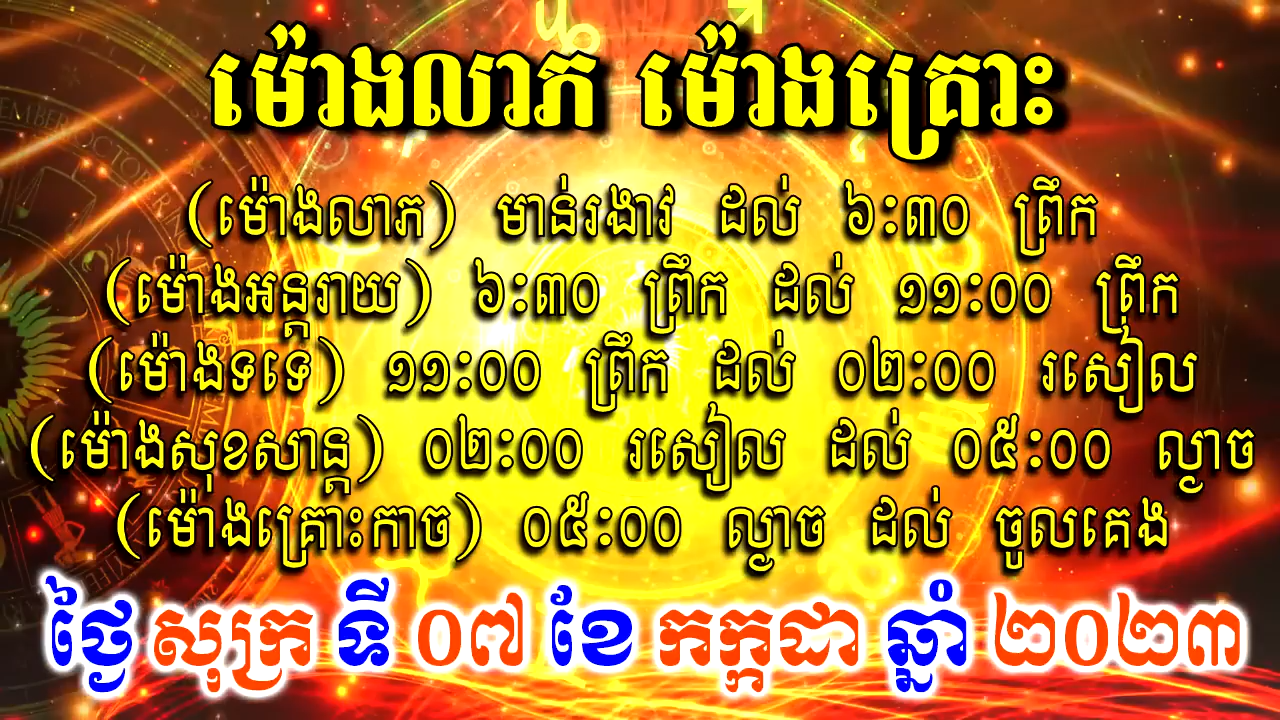 ម៉ោងលាភ ម៉ោងគ្រោះ
(ម៉ោងលាភ) មាន់រងាវ ដល់ ៦:៣០ ព្រឹក
(ម៉ោងអន្តរាយ) ៦:៣០ ព្រឹក ដល់ ១១:០០ ព្រឹក
(ម៉ោងទទេ) ១១:០០ ព្រឹក ដល់ ០២:០០ រសៀល
(ម៉ោងសុខសាន្ត) ០២:០០ រសៀល ដល់ ០៥:០០ ល្ងាច
(ម៉ោងគ្រោះកាច) ០៥:០០ ល្ងាច ដល់ ចូលគេង
ថ្ងៃ សុក្រ ទី ០៧ ខែ កក្កដា ឆ្នាំ ២០២៣